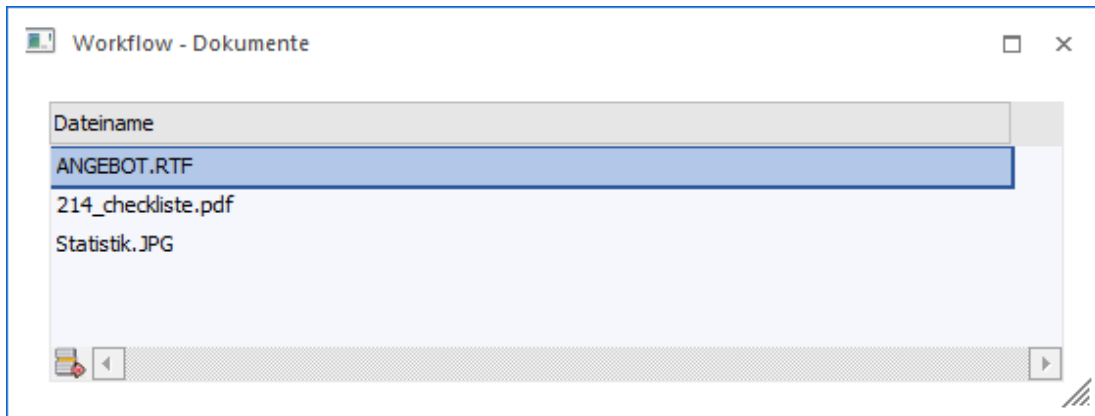 Workflow - Dokumente
Dateiname
ANGEBOT.RTF
214_checkliste.pdf
Statistik.JPG